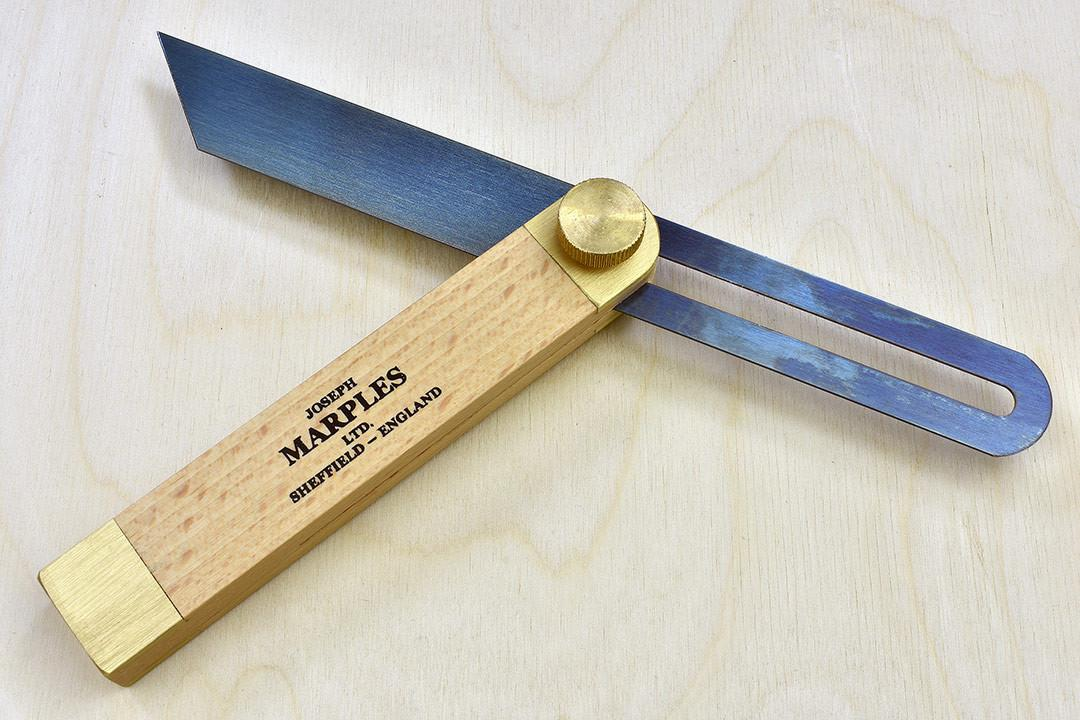 JOSEPH
MARPLES
LTD.
SHEFFIELD – ENGLAND